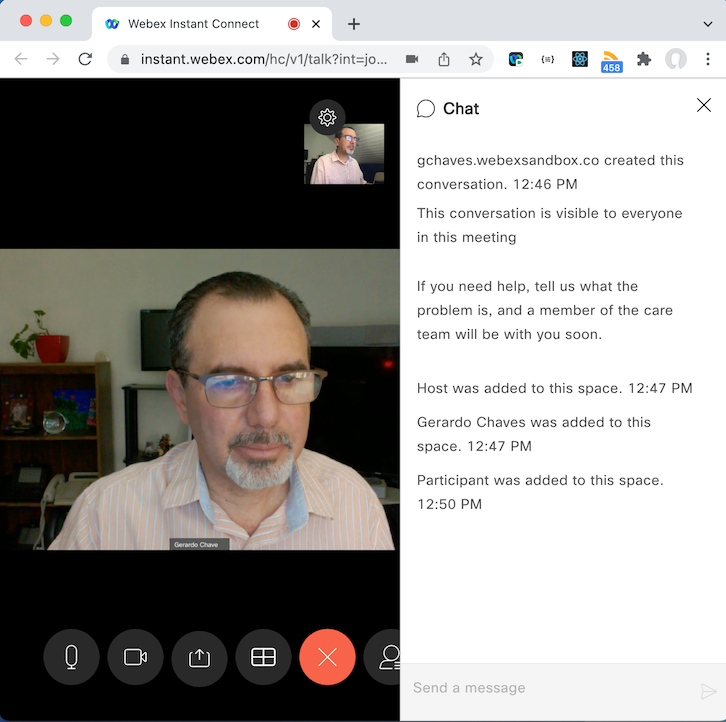 Webex Instant Connect
instant.webex.com/hc/v1/talk?int=jo...
{≡}
458
Chat
gchaves.webexsandbox.co created this
conversation. 12:46 PM
This conversation is visible to everyone
in this meeting
If you need help, tell us what the
problem is, and a member of the care
team will be with you soon.
Host was added to this space. 12:47 PM
Gerardo Chaves was added to this
space. 12:47 PM
Participant was added to this space.
12:50 PM
Gerardo Chave
Send a message